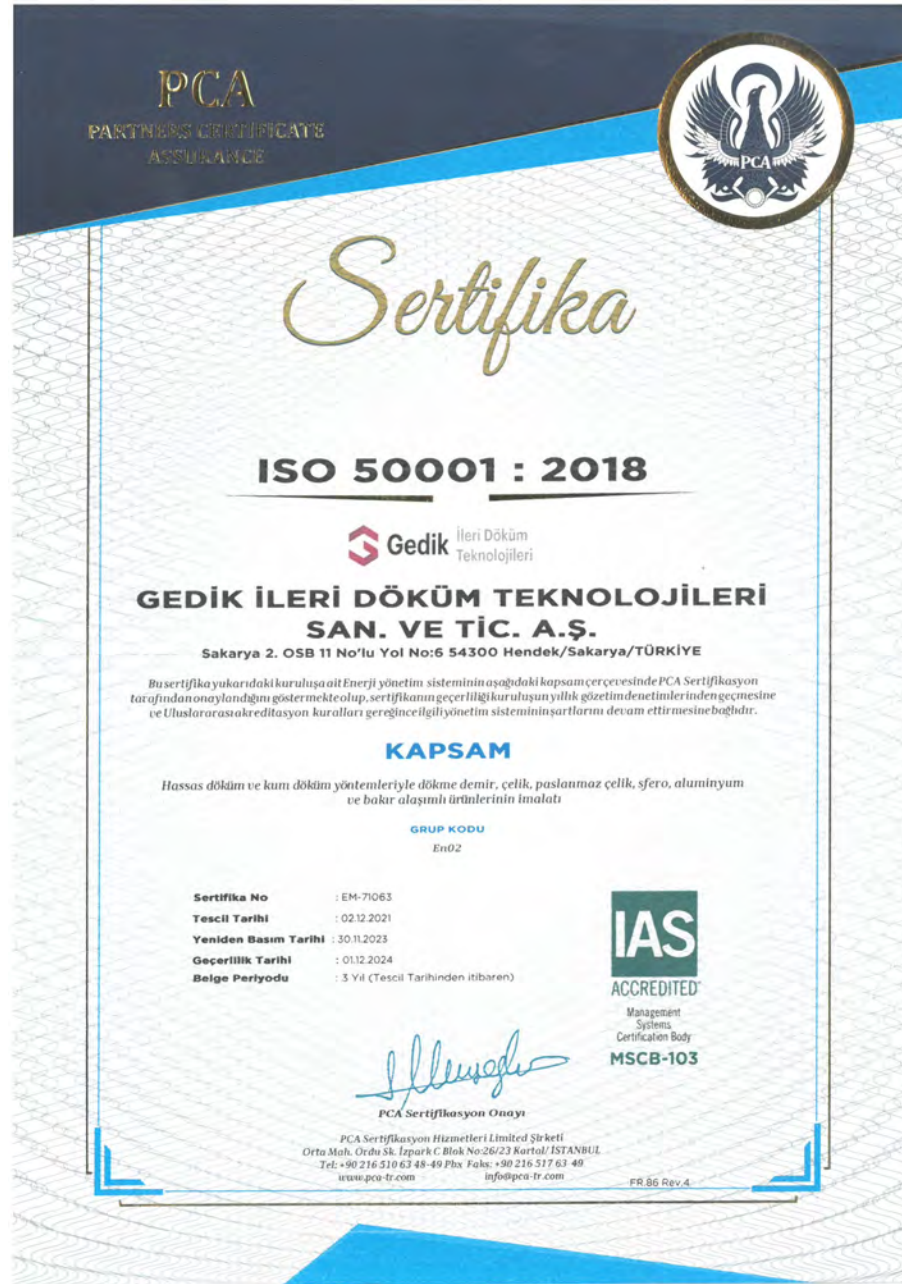 PCA
PARTNERS CERTIFICATE
ASSURANCE
PCA
Sertifika
ISO 50001 : 2018
Gedik İleri Döküm
Teknolojileri
GEDİK İLERİ DÖKÜM TEKNOLOJİLERİ
SAN. VE TİC. A.Ş.
Sakarya 2. OSB 11 No'lu Yol No:6 54300 Hendek/Sakarya/TÜRKİYE
Bu sertifika yukarıdaki kuruluşa ait Enerji yönetim sisteminin aşağıdaki kapsam çerçevesinde PCA Sertifikasyon
tarafından onaylandığını göstermekte olup, sertifikanın geçerliliği kuruluşun yıllık gözetim denetimlerinden geçmesine
ve Uluslararası akreditasyon kuralları gereğince ilgili yönetim sisteminin şartlarını devam ettirmesine bağlıdır.
KAPSAM
Hassas döküm ve kum döküm yöntemleriyle dökme demir, çelik, paslanmaz çelik, sfero, aluminyum
ve bakır alaşımlı ürünlerinin imalatı
GRUP KODU
En02
Sertifika No : EM-71063
Tescil Tarihi : 02.12.2021
Yeniden Basım Tarihi : 30.11.2023
Geçerlilik Tarihi : 01.12.2024
Belge Periyodu : 3 Yıl (Tescil Tarihinden itibaren)
IAS
ACCREDITED
Management
Systems
Certification Body
MSCB-103
PCA Sertifikasyon Onayı
PCA Sertifikasyon Hizmetleri Limited Şirketi
Orta Mah. Ordu Sk. İzpark C Blok No:26/23 Kartal/ İSTANBUL
Tel: +90 216 510 63 48-49 Pbx Faks: +90 216 517 63 49
www.pca-tr.com info@pca-tr.com
FR.86 Rev.4